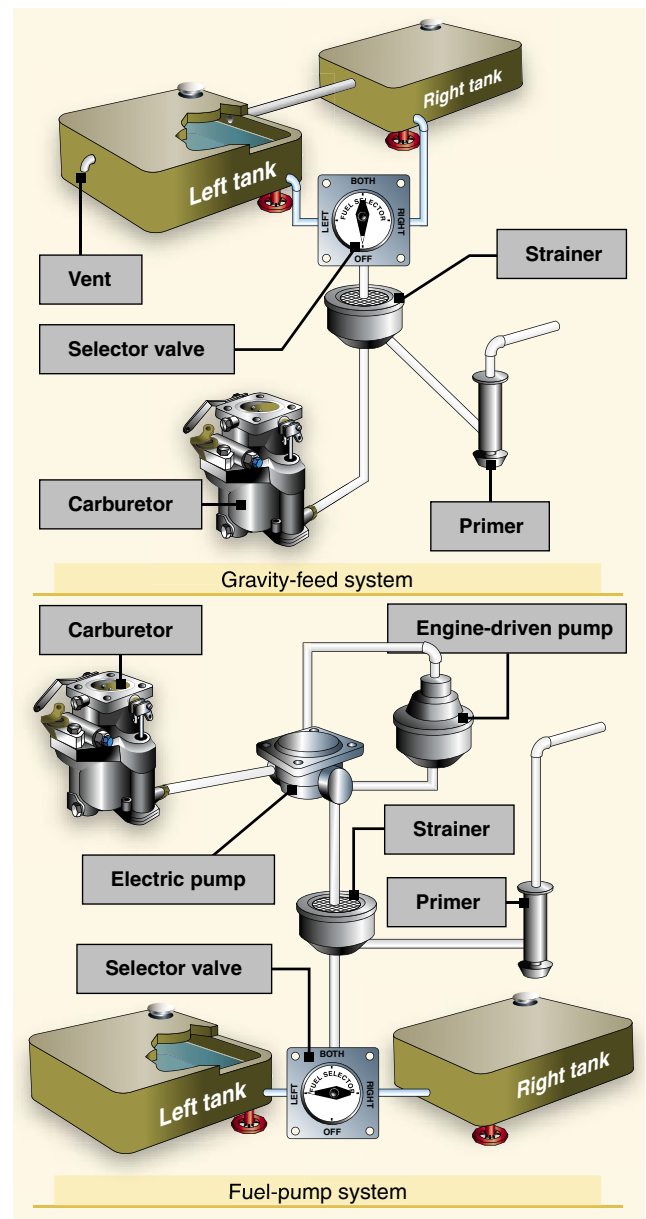 Right tank
Left tank
BOTH
FUEL SELECTOR
LEFT
RIGHT
OFF
Vent
Strainer
Selector valve
Carburetor
Primer
Gravity-feed system
Carburetor
Engine-driven pump
Strainer
Electric pump
Primer
Selector valve
BOTH
FUEL SELECTOR
LEFT
RIGHT
OFF
Left tank
Right tank
Fuel-pump system